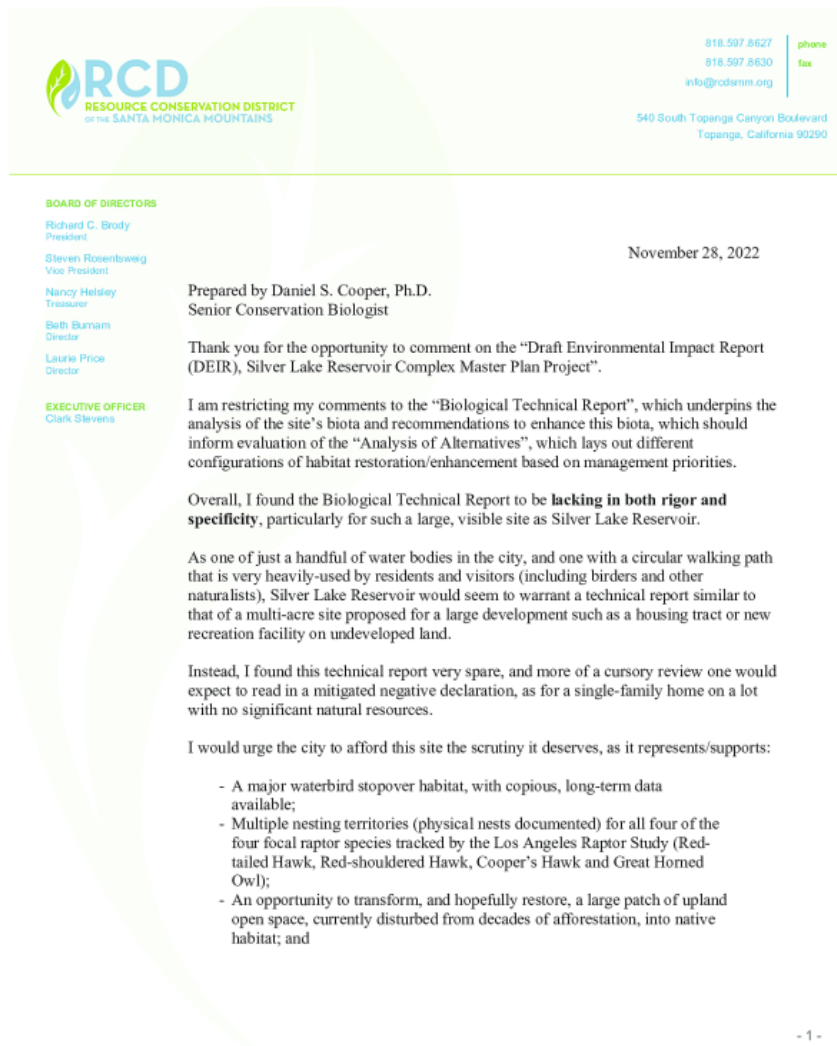 RCD
RESOURCE CONSERVATION DISTRICT
OF THE SANTA MONICA MOUNTAINS
818.597.8627 phone
818.597.8630 fax
info@rcdsmm.org
540 South Topanga Canyon Boulevard
Topanga, California 90290
BOARD OF DIRECTORS
Richard C. Brody
President
Steven Rosentsweig
Vice President
Nancy Helsley
Treasurer
Beth Burnam
Director
Laurie Price
Director
EXECUTIVE OFFICER
Clark Stevens
November 28, 2022
Prepared by Daniel S. Cooper, Ph.D.
Senior Conservation Biologist
Thank you for the opportunity to comment on the “Draft Environmental Impact Report
(DEIR), Silver Lake Reservoir Complex Master Plan Project”.
I am restricting my comments to the “Biological Technical Report”, which underpins the
analysis of the site’s biota and recommendations to enhance this biota, which should
inform evaluation of the “Analysis of Alternatives”, which lays out different
configurations of habitat restoration/enhancement based on management priorities.
Overall, I found the Biological Technical Report to be lacking in both rigor and
specificity, particularly for such a large, visible site as Silver Lake Reservoir.
As one of just a handful of water bodies in the city, and one with a circular walking path
that is very heavily-used by residents and visitors (including birders and other
naturalists), Silver Lake Reservoir would seem to warrant a technical report similar to
that of a multi-acre site proposed for a large development such as a housing tract or new
recreation facility on undeveloped land.
Instead, I found this technical report very spare, and more of a cursory review one would
expect to read in a mitigated negative declaration, as for a single-family home on a lot
with no significant natural resources.
I would urge the city to afford this site the scrutiny it deserves, as it represents/supports:
- A major waterbird stopover habitat, with copious, long-term data
available;
- Multiple nesting territories (physical nests documented) for all four of the
four focal raptor species tracked by the Los Angeles Raptor Study (Red-
tailed Hawk, Red-shouldered Hawk, Cooper’s Hawk and Great Horned
Owl);
- An opportunity to transform, and hopefully restore, a large patch of upland
open space, currently disturbed from decades of afforestation, into native
habitat; and
- 1 -